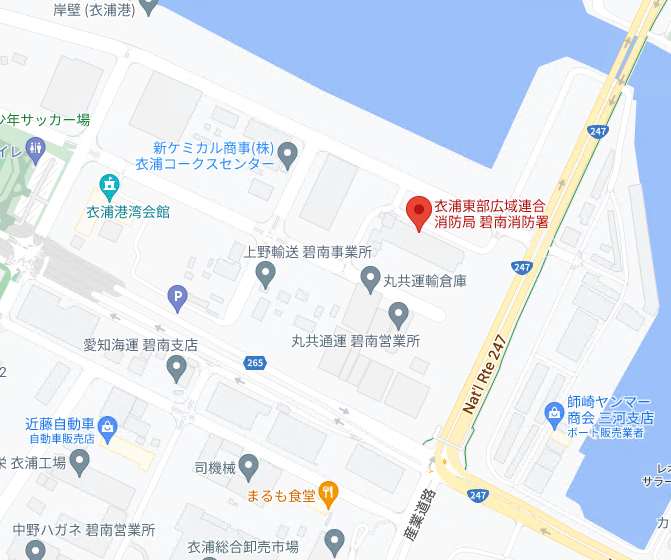 岸壁 (衣浦港)
少年サッカー場
イレ
新ケミカル商事(株)
衣浦コークスセンター
衣浦港湾会館
衣浦東部広域連合
消防局 碧南消防署
247
247
上野輸送 碧南事業所
丸共運輸倉庫
P
丸共通運 碧南営業所
愛知海運 碧南支店
265
Nat'l Rte 247
2
近藤自動車
自動車販売店
師崎ヤンマー
商会 三河支店
ボート販売業者
衣浦工場
司機械
まるも食堂
247
産業道路
レオ
サラー
カ
中野ハガネ 碧南営業所
衣浦総合卸売市場